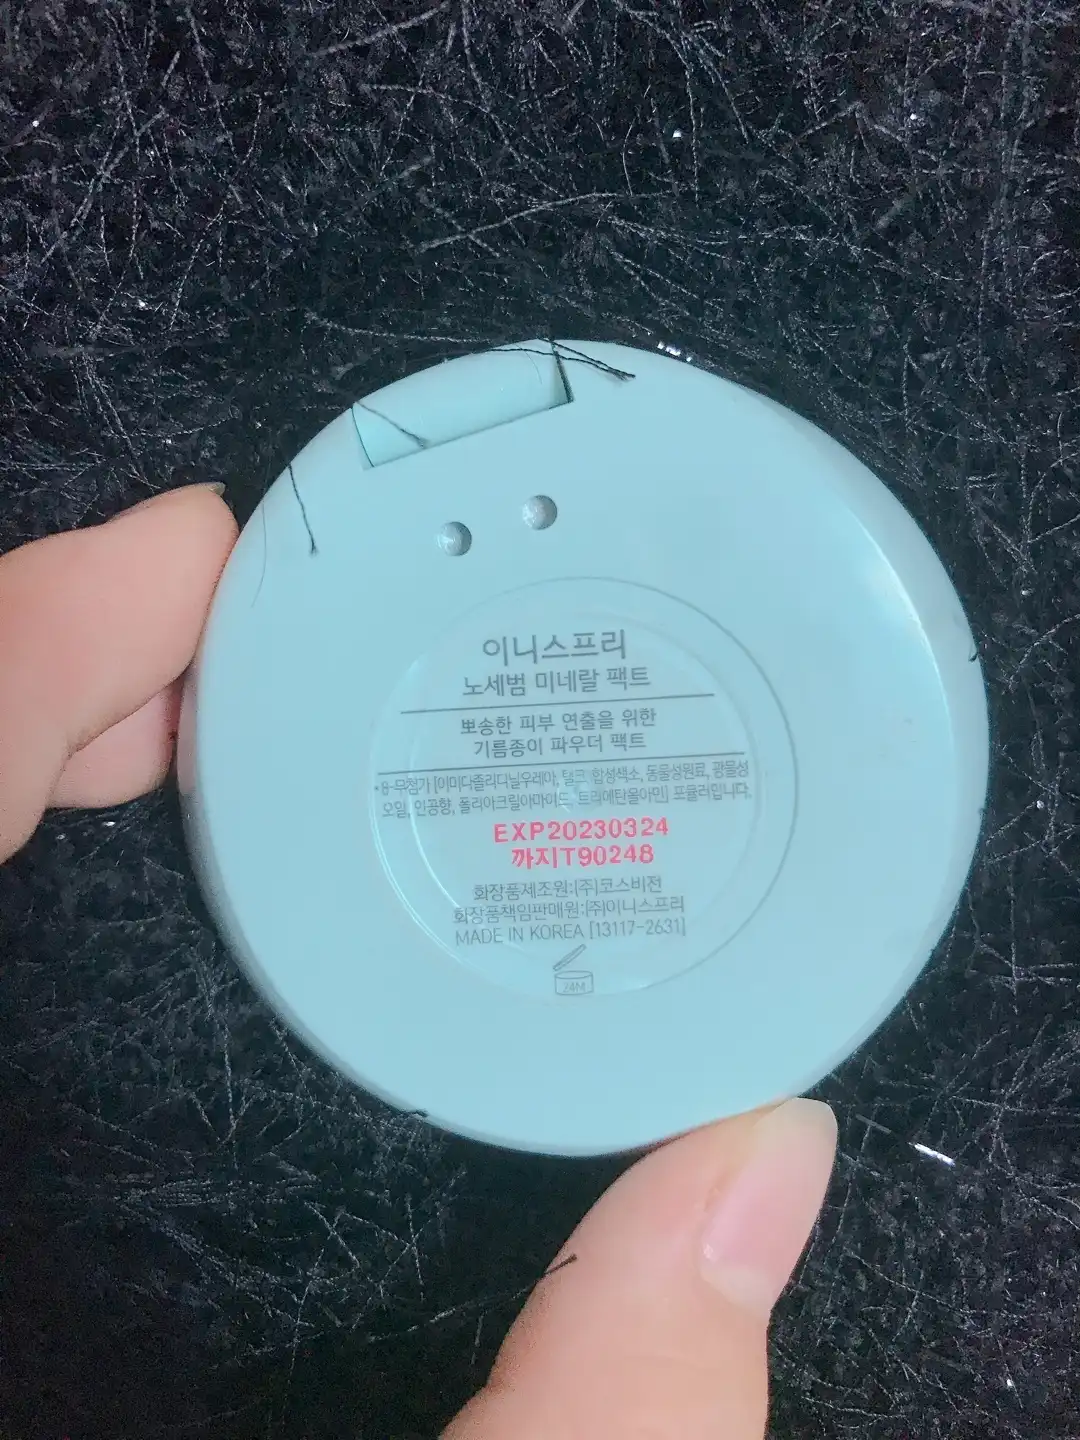 이니스프리
노세범 미네랄 팩트
뽀송한 피부 연출을 위한
기름종이 파우더 팩트
•8-무첨가 [이미다졸리디닐우레아, 탈크, 합성색소, 동물성원료, 광물성
오일, 인공향, 폴리아크릴아마이드, 트리에탄올아민] 포뮬러입니다.
EXP20230324
까지T90248
화장품제조원:(주)코스비전
화장품책임판매원:(주)이니스프리
MADE IN KOREA [13117-2631]
24M